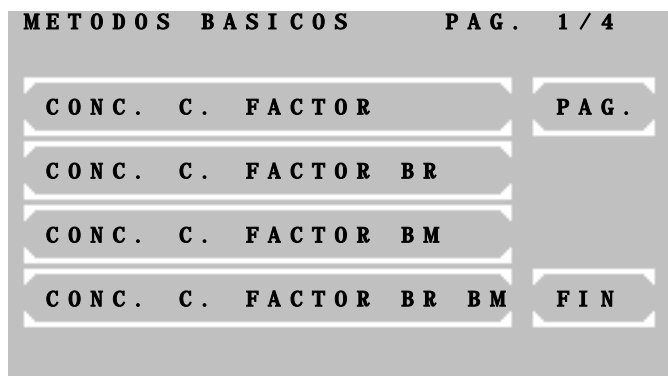 METODOS BASICOS PAG. 1/4
CONC. C. FACTOR
PAG.
CONC. C. FACTOR BR
CONC. C. FACTOR BM
CONC. C. FACTOR BR BM
FIN